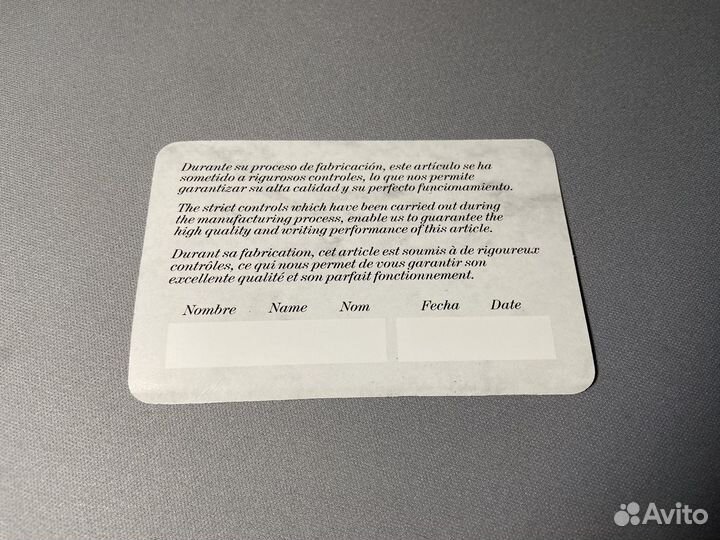 Durante su proceso de fabricación, este artículo se ha
sometido a rigurosos controles, lo que nos permite
garantizar su alta calidad y su perfecto funcionamiento.
The strict controls which have been carried out during
the manufacturing process, enable us to guarantee the
high quality and writing performance of this article.
Durant sa fabrication, cet article est soumis à de rigoureux
contrôles, ce qui nous permet de vous garantir son
excellente qualité et son parfait fonctionnement.
Nombre Name Nom Fecha Date
Avito